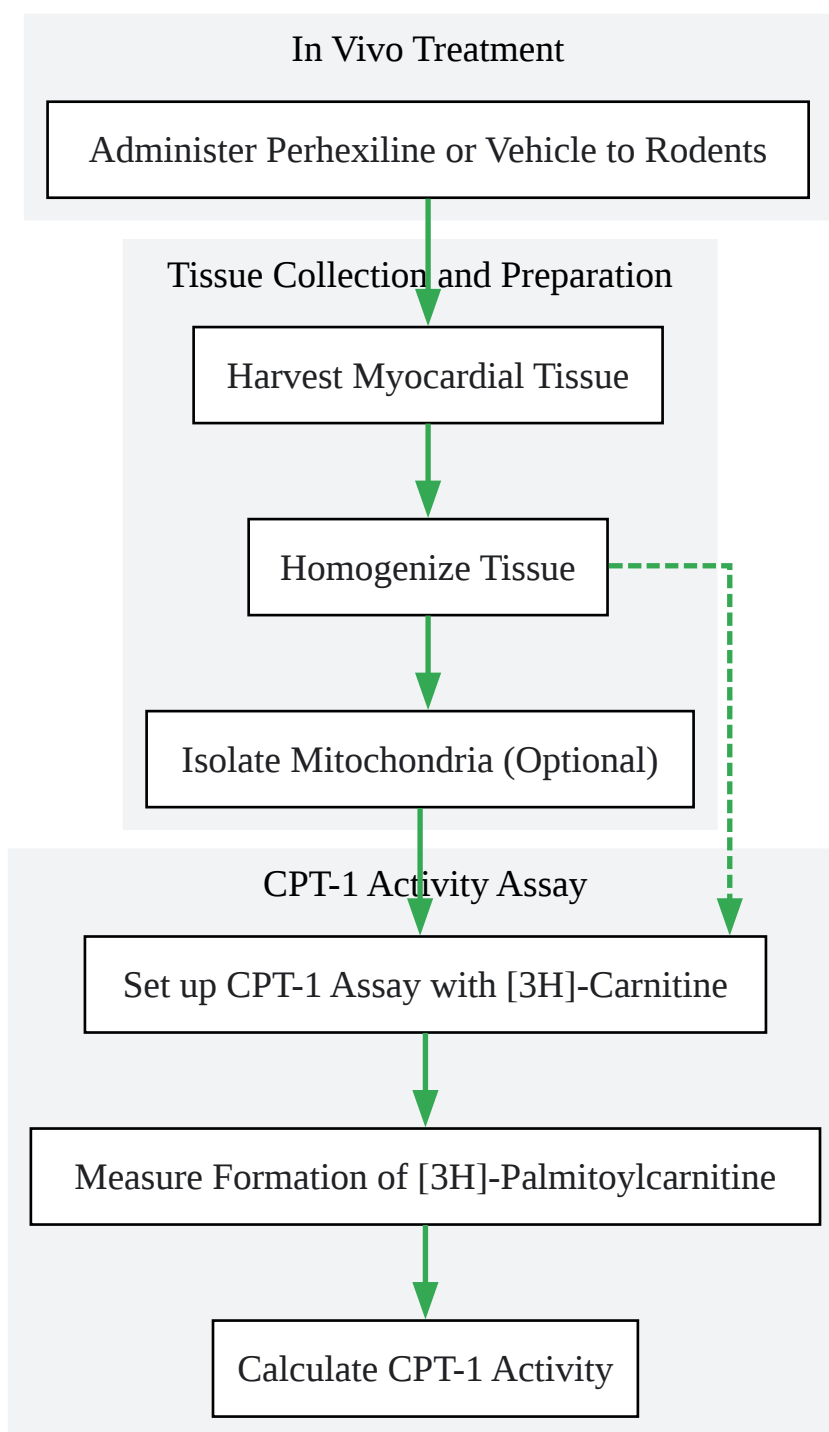 In Vivo Treatment
Administer Perhexiline or Vehicle to Rodents
Tissue Collection and Preparation
Harvest Myocardial Tissue
Homogenize Tissue
Isolate Mitochondria (Optional)
CPT-1 Activity Assay
Set up CPT-1 Assay with [3H]-Carnitine
Measure Formation of [3H]-Palmitoylcarnitine
Calculate CPT-1 Activity